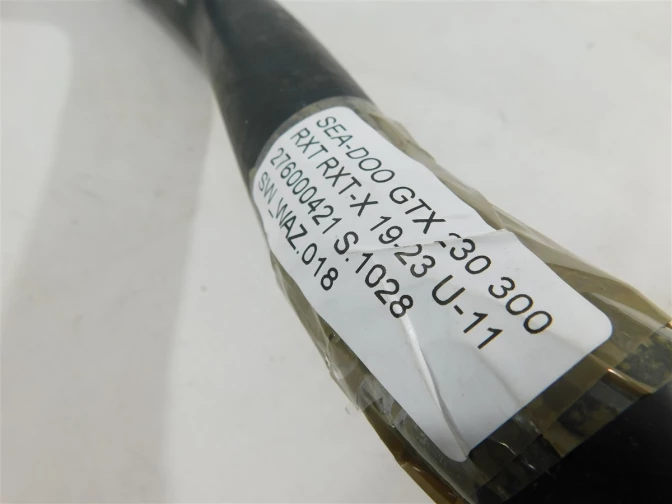 SEA-DOO GTX 230 300
RXT RXT-X 19-23 U-11
276000421 S.1028
SW_WAZ.018